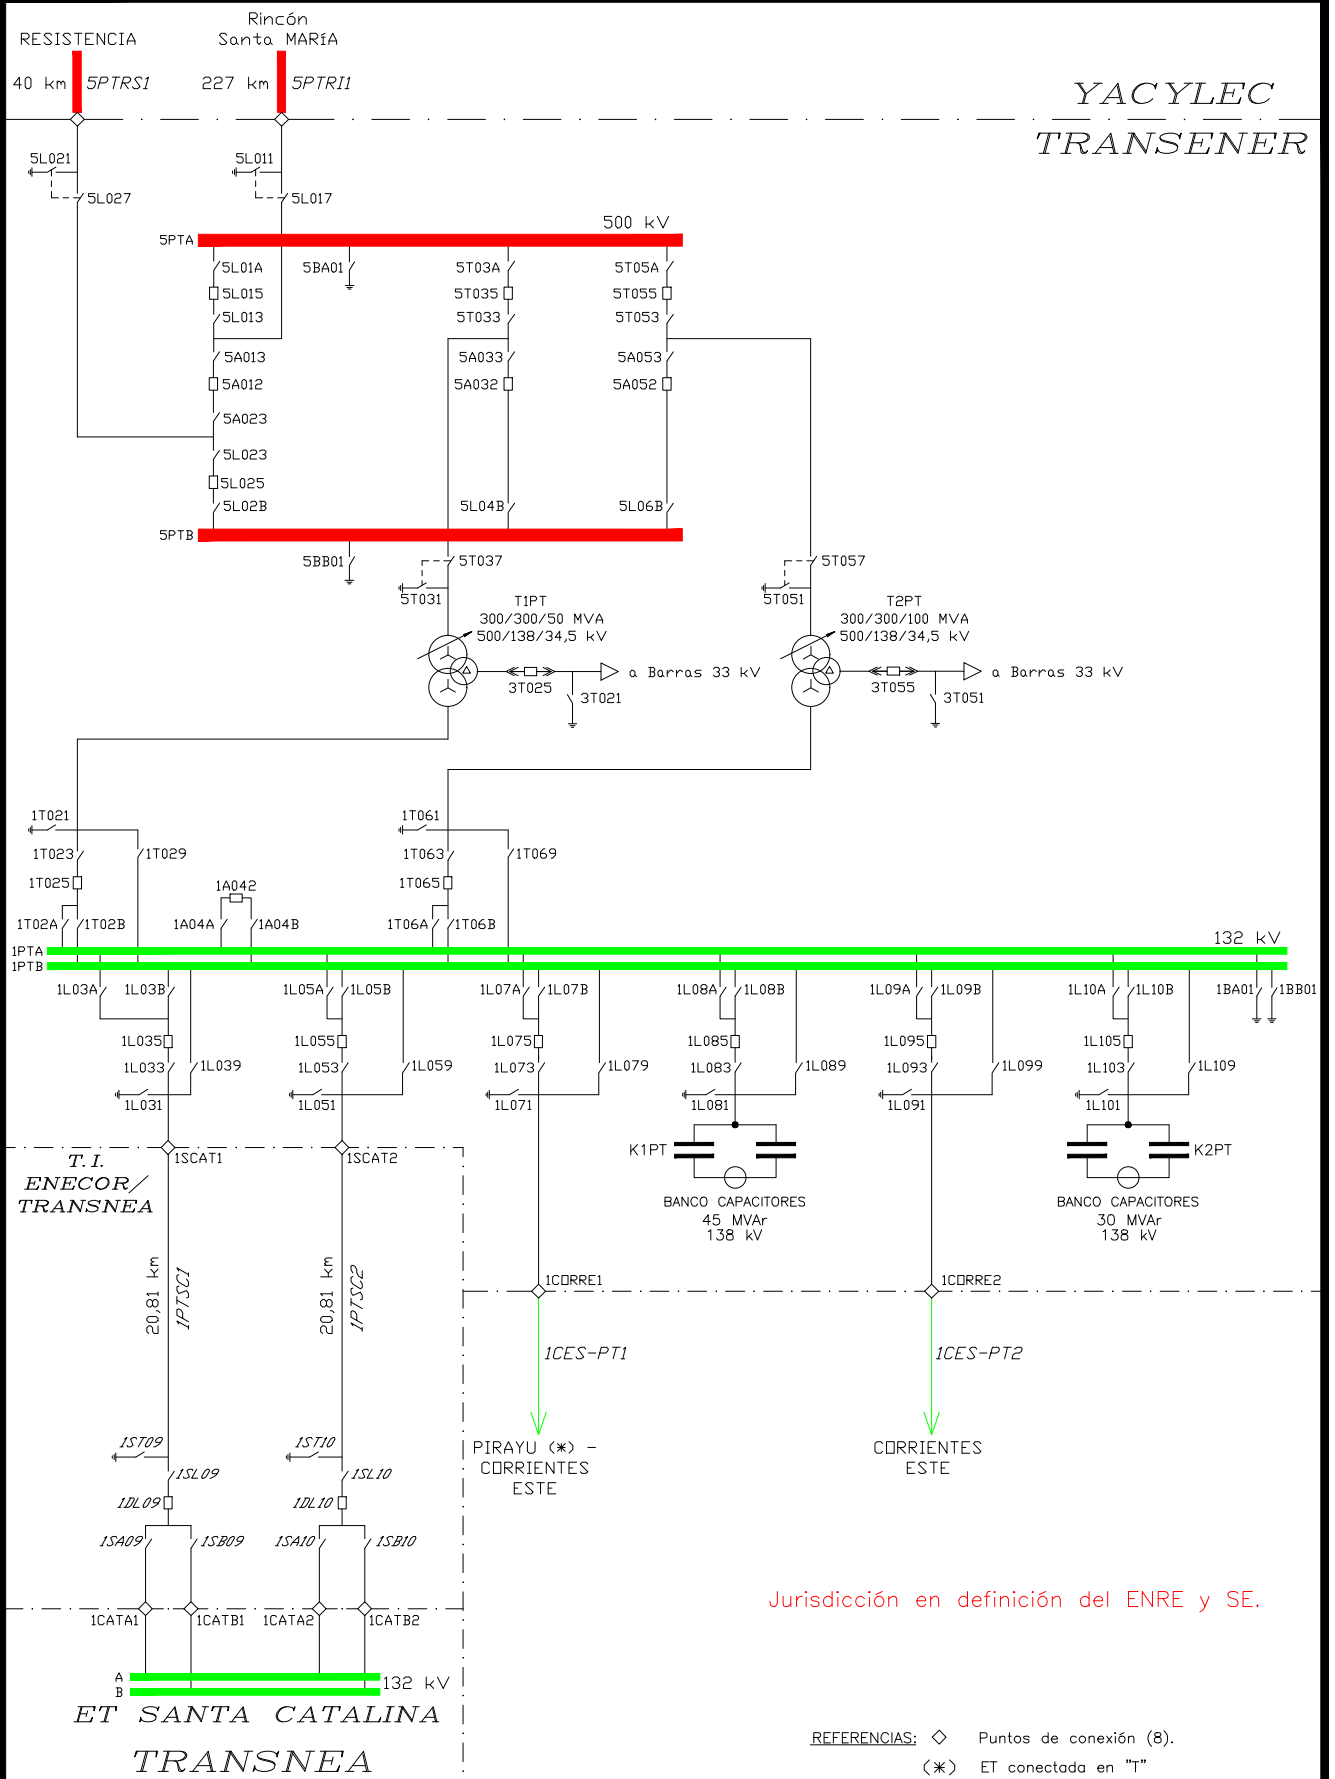 RESISTENCIA
Rincón
Santa MARÍA
40 km 5PTRS1
227 km 5PTRI1
YACYLEC
TRANSENER
5L021
5L011
5L027
5L017
500 kV
5PTA
5L01A
5BA01
5T03A
5T05A
5L015
5T035
5T055
5L013
5T033
5T053
5A013
5A033
5A053
5A012
5A032
5A052
5A023
5L023
5L025
5L02B
5L04B
5L06B
5PTB
5BB01
5T037
5T057
5T031
5T051
T1PT
300/300/50 MVA
500/138/34,5 kV
T2PT
300/300/100 MVA
500/138/34,5 kV
a Barras 33 kV
a Barras 33 kV
3T025
3T021
3T055
3T051
1T021
1T061
1T023
1T029
1T063
1T069
1T025
1A042
1T065
1T02A
1T02B
1A04A
1A04B
1T06A
1T06B
132 kV
1PTA
1PTB
1L03A
1L03B
1L05A
1L05B
1L07A
1L07B
1L08A
1L08B
1L09A
1L09B
1L10A
1L10B
1BA01
1BB01
1L035
1L055
1L075
1L085
1L095
1L105
1L033
1L039
1L053
1L059
1L073
1L079
1L083
1L089
1L093
1L099
1L103
1L109
1L031
1L051
1L071
1L081
1L091
1L101
K1PT
K2PT
1SCAT1
1SCAT2
T.I.
ENECOR/
TRANSNEA
BANCO CAPACITORES
45 MVAr
138 kV
BANCO CAPACITORES
30 MVAr
138 kV
20,81 km
1PTSC1
20,81 km
1PTSC2
1CORRE1
1CORRE2
1CES-PT1
1CES-PT2
PIRAYU (*) -
CORRIENTES
ESTE
CORRIENTES
ESTE
1ST09
1ST10
1SL09
1SL10
1DL09
1DL10
1SA09
1SB09
1SA10
1SB10
Jurisdicción en definición del ENRE y SE.
1CATA1
1CATB1
1CATA2
1CATB2
A
B
132 kV
ET SANTA CATALINA
TRANSNEA
REFERENCIAS: ◇ Puntos de conexión (8).
(*) ET conectada en "T"